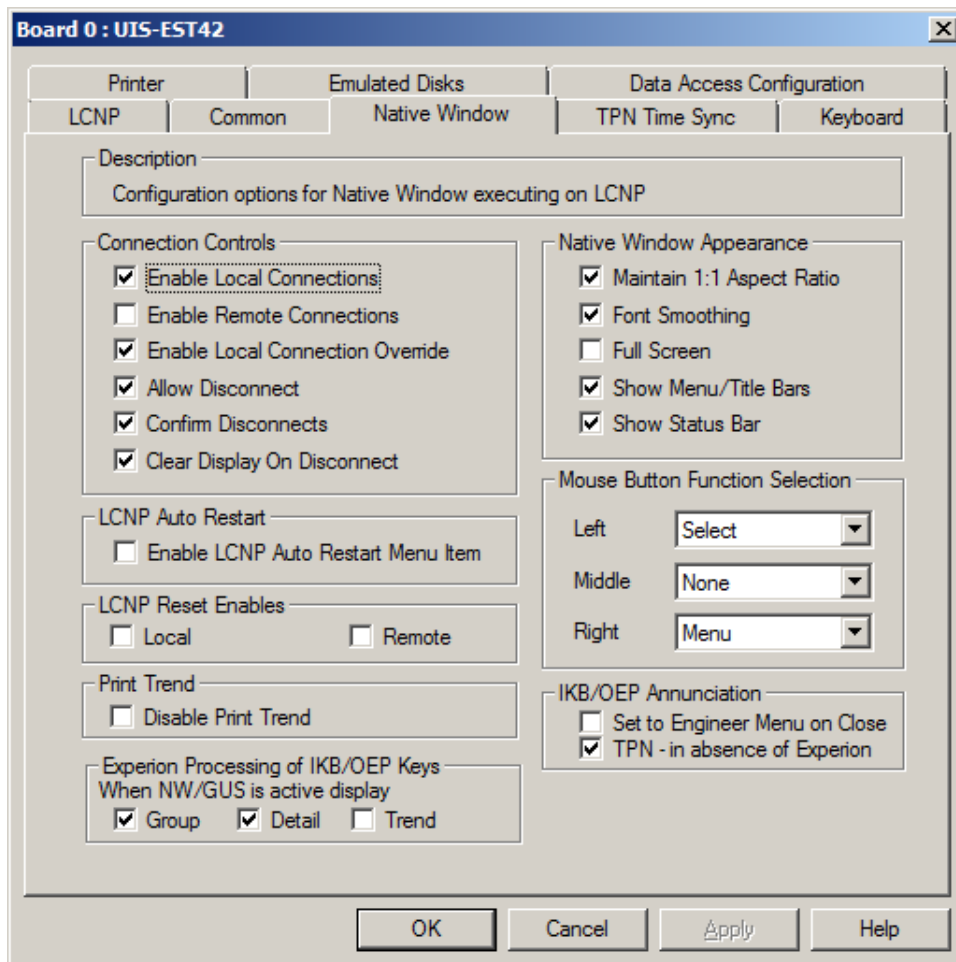 Board 0 : UIS-EST42
Printer
Emulated Disks
Data Access Configuration
LCNP
Common
Native Window
TPN Time Sync
Keyboard
Description
Configuration options for Native Window executing on LCNP
Connection Controls
Enable Local Connections
Enable Remote Connections
Enable Local Connection Override
Allow Disconnect
Confirm Disconnects
Clear Display On Disconnect
LCNP Auto Restart
Enable LCNP Auto Restart Menu Item
LCNP Reset Enables
Local
Remote
Print Trend
Disable Print Trend
Experion Processing of IKB/OEP Keys
When NW/GUS is active display
Group
Detail
Trend
Native Window Appearance
Maintain 1:1 Aspect Ratio
Font Smoothing
Full Screen
Show Menu/Title Bars
Show Status Bar
Mouse Button Function Selection
Left
Select
Middle
None
Right
Menu
IKB/OEP Annunciation
Set to Engineer Menu on Close
TPN - in absence of Experion
OK
Cancel
Apply
Help